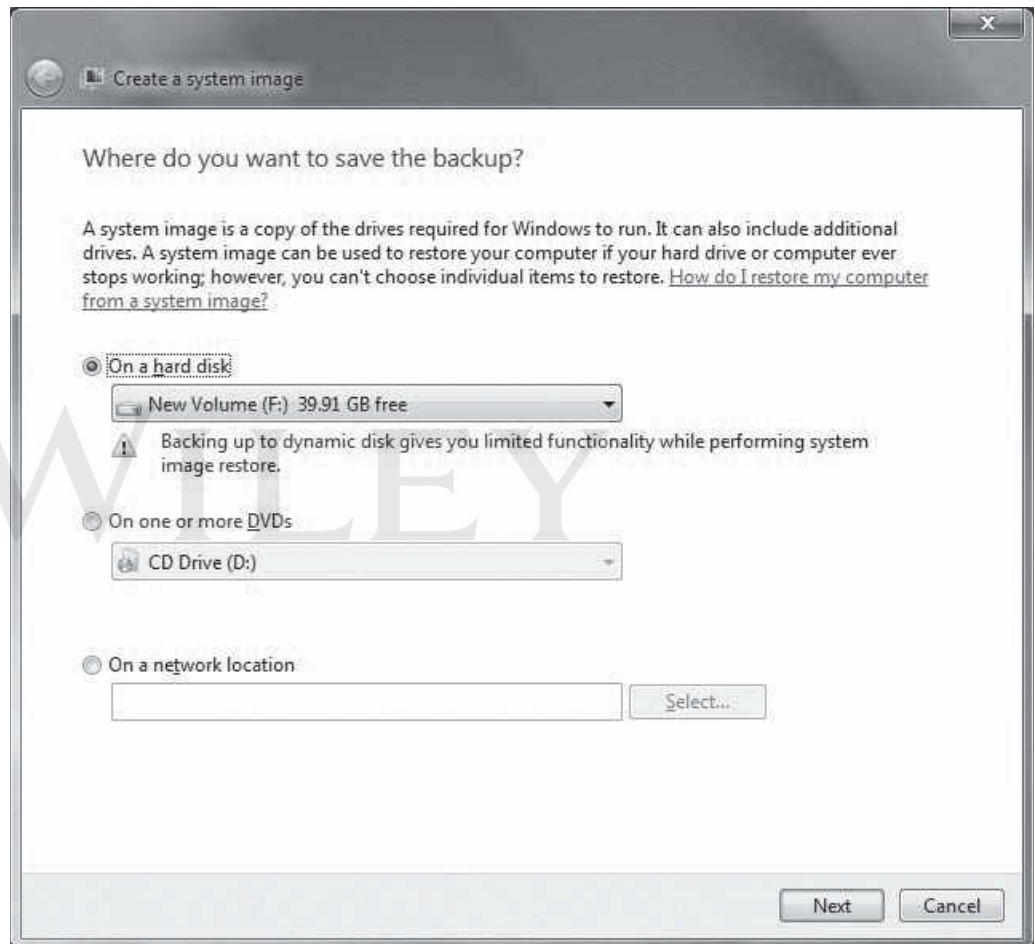 X
Create a system image
Where do you want to save the backup?
A system image is a copy of the drives required for Windows to run. It can also include additional
drives. A system image can be used to restore your computer if your hard drive or computer ever
stops working; however, you can't choose individual items to restore. How do I restore my computer
from a system image?
On a hard disk
New Volume (F:) 39.91 GB free
Backing up to dynamic disk gives you limited functionality while performing system
image restore.
WILEY
On one or more DVDs
CD Drive (D:)
On a network location
Select...
Next
Cancel